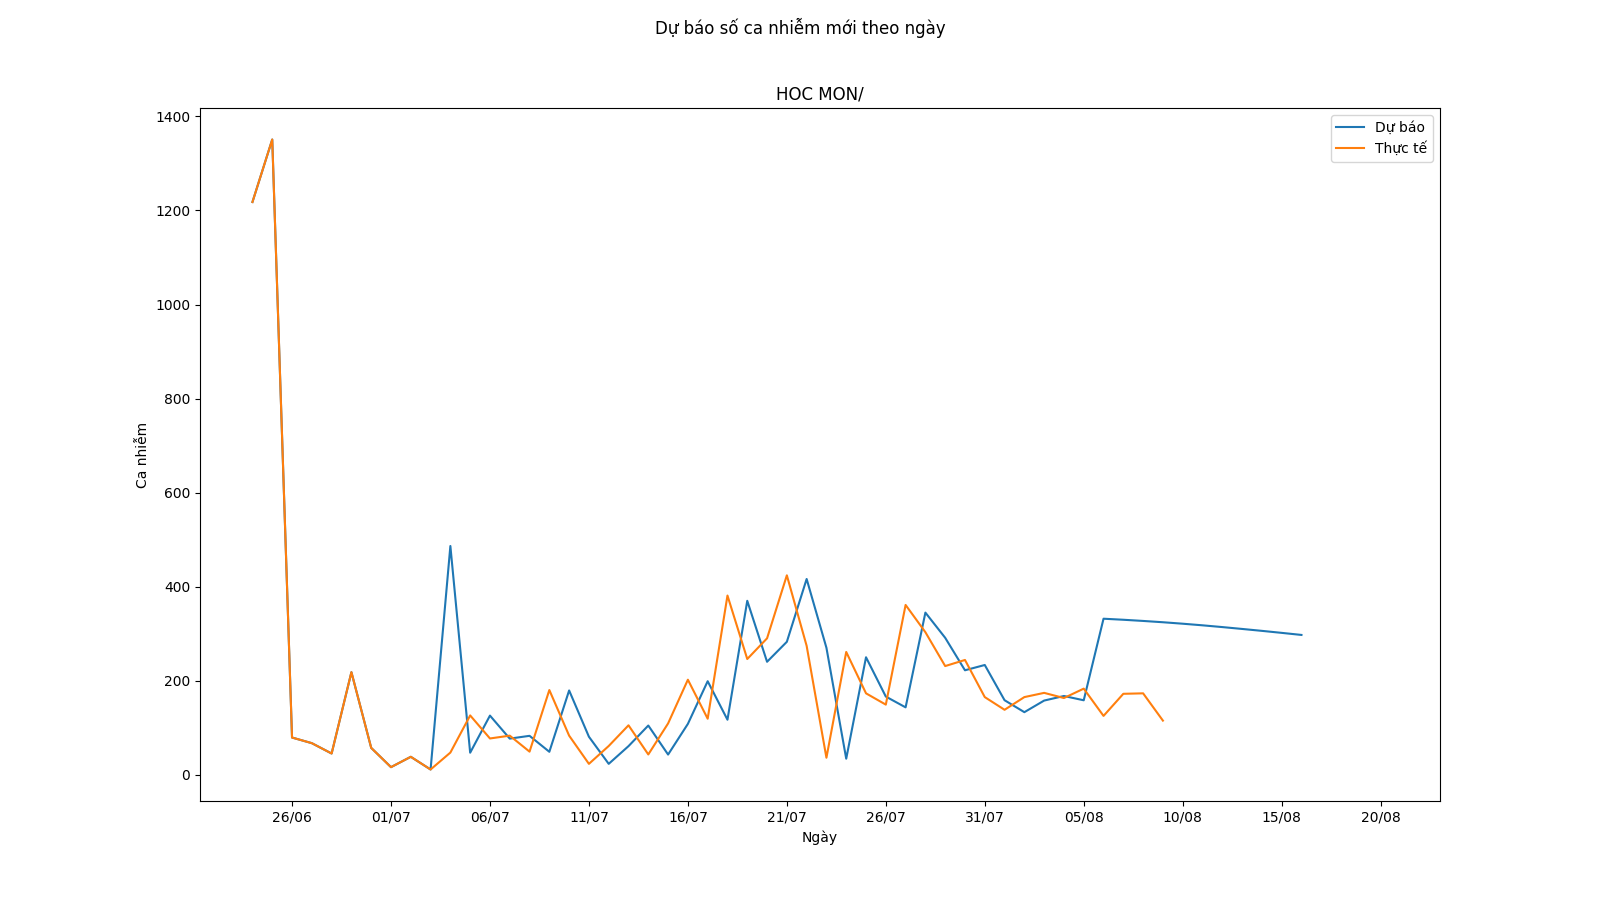 Dự báo số ca nhiễm mới theo ngày
HOC MON/
Dự báo
Thực tế
1400
1200
1000
800
600
400
200
0
Ca nhiễm
26/06 01/07 06/07 11/07 16/07 21/07 26/07 31/07 05/08 10/08 15/08 20/08
Ngày